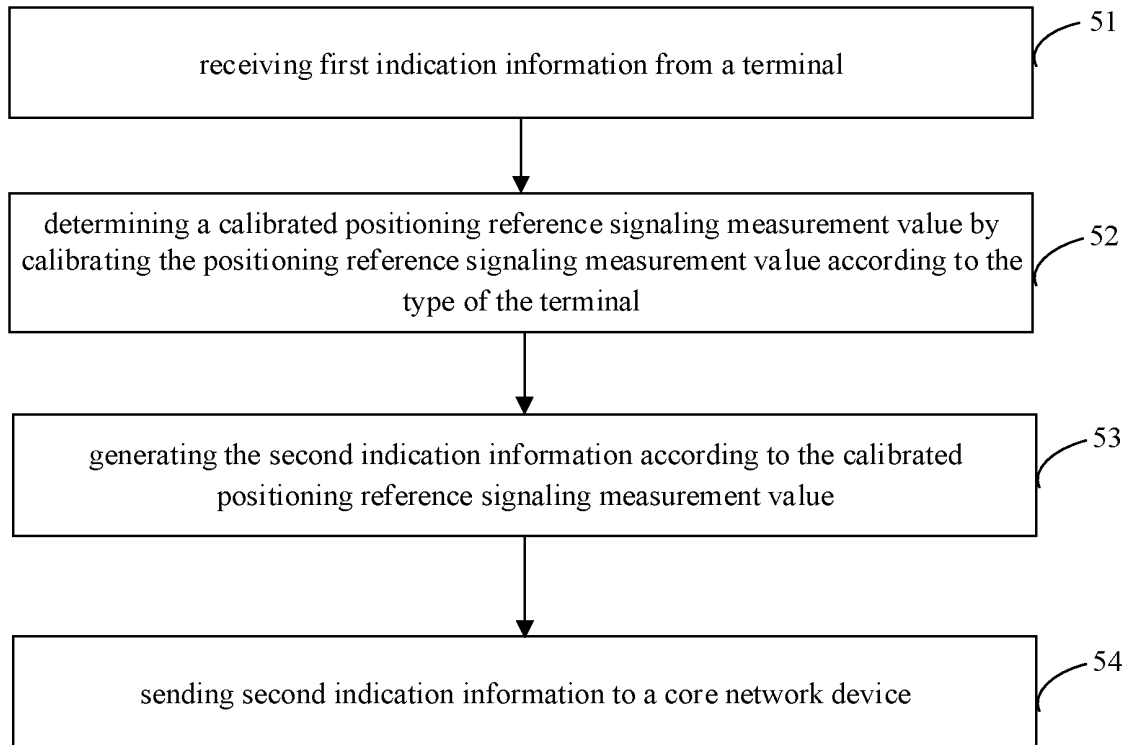 51
receiving first indication information from a terminal
determining a calibrated positioning reference signaling measurement value by
52
calibrating the positioning reference signaling measurement value according to the
type of the terminal
53
generating the second indication information according to the calibrated
positioning reference signaling measurement value
54
sending second indication information to a core network device